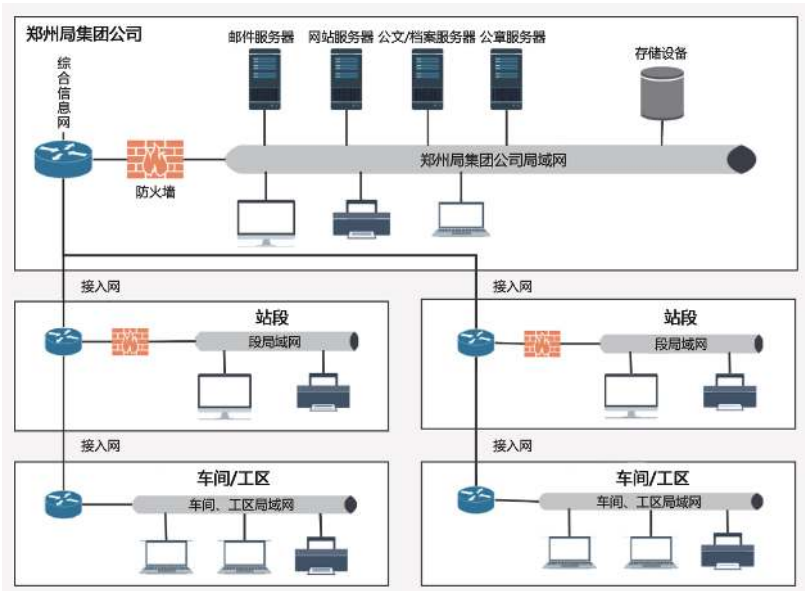 郑州局集团公司
邮件服务器
网站服务器
公文/档案服务器
公章服务器
存储设备
综合信息网
防火墙
郑州局集团公司局域网
接入网
接入网
站段
段局域网
站段
段局域网
接入网
接入网
车间/工区
车间、工区局域网
车间/工区
车间、工区局域网